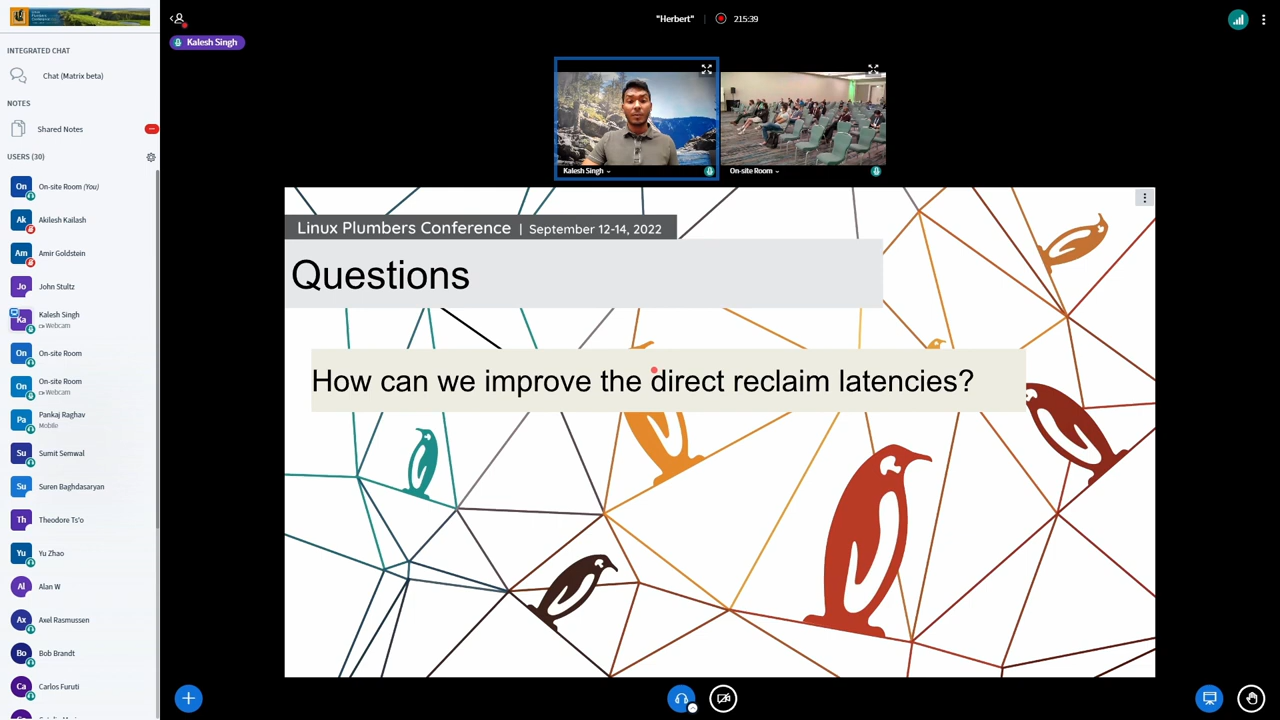 Linux Plumbers Conference
INTEGRATED CHAT
Chat (Matrix beta)
NOTES
Shared Notes
USERS (30)
On On-site Room (You)
Ak Akilesh Kailash
Am Amir Goldstein
Jo John Stultz
Ka Kalesh Singh
Webcam
On On-site Room
On On-site Room
Webcam
Pa Pankaj Raghav
Mobile
Su Sumit Semwal
Su Suren Baghdasaryan
Th Theodore Ts'o
Yu Yu Zhao
Al Alan W
Ax Axel Rasmussen
Bo Bob Brandt
Ca Carlos Furuti
"Herbert" | 215:39
Kalesh Singh
Kalesh Singh
On-site Room
Linux Plumbers Conference | September 12-14, 2022
Questions
How can we improve the direct reclaim latencies?